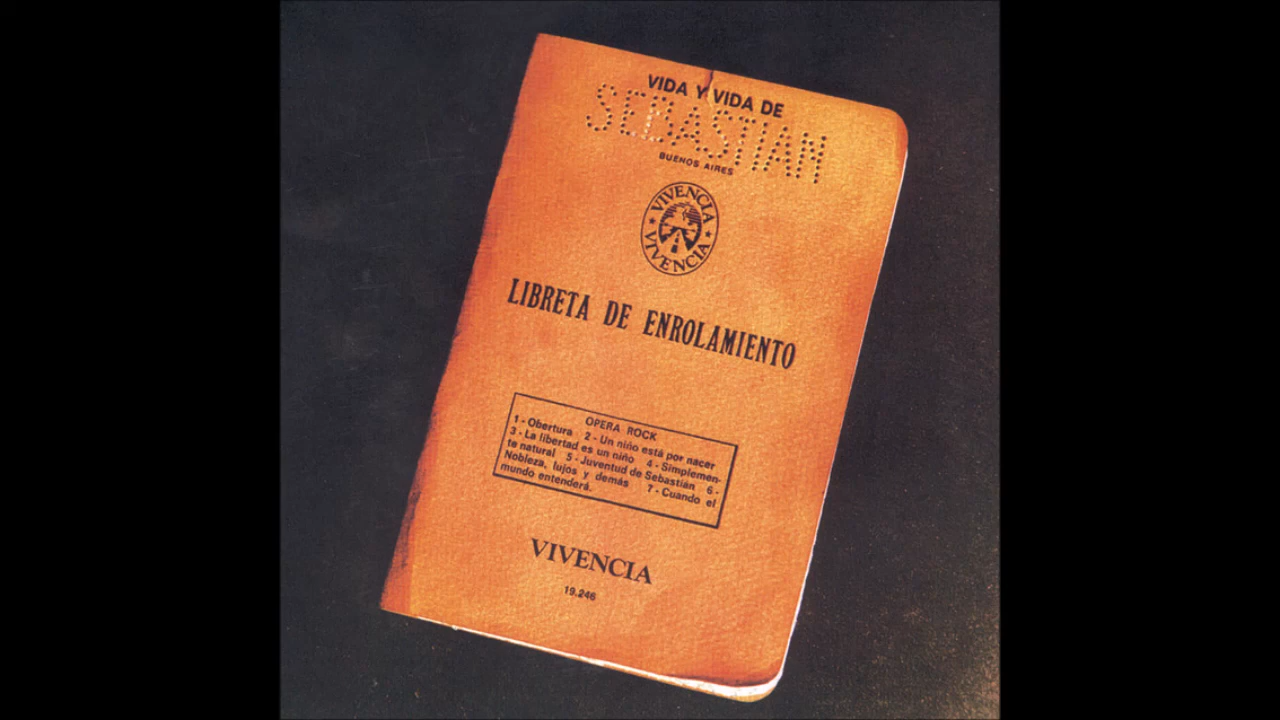 VIDA Y VIDA DE
SEBASTIAN
BUENOS AIRES
VIVENCIA
VIVENCIA
LIBRETA DE ENROLAMIENTO
OPERA ROCK
1 - Obertura 2 - Un niño está por nacer
3 - La libertad es un niño 4 - Simplemen-
te natural 5 - Juventud de Sebastián 6 -
Nobleza, lujos y demás 7 - Cuando el
mundo entenderá.
VIVENCIA
19.246